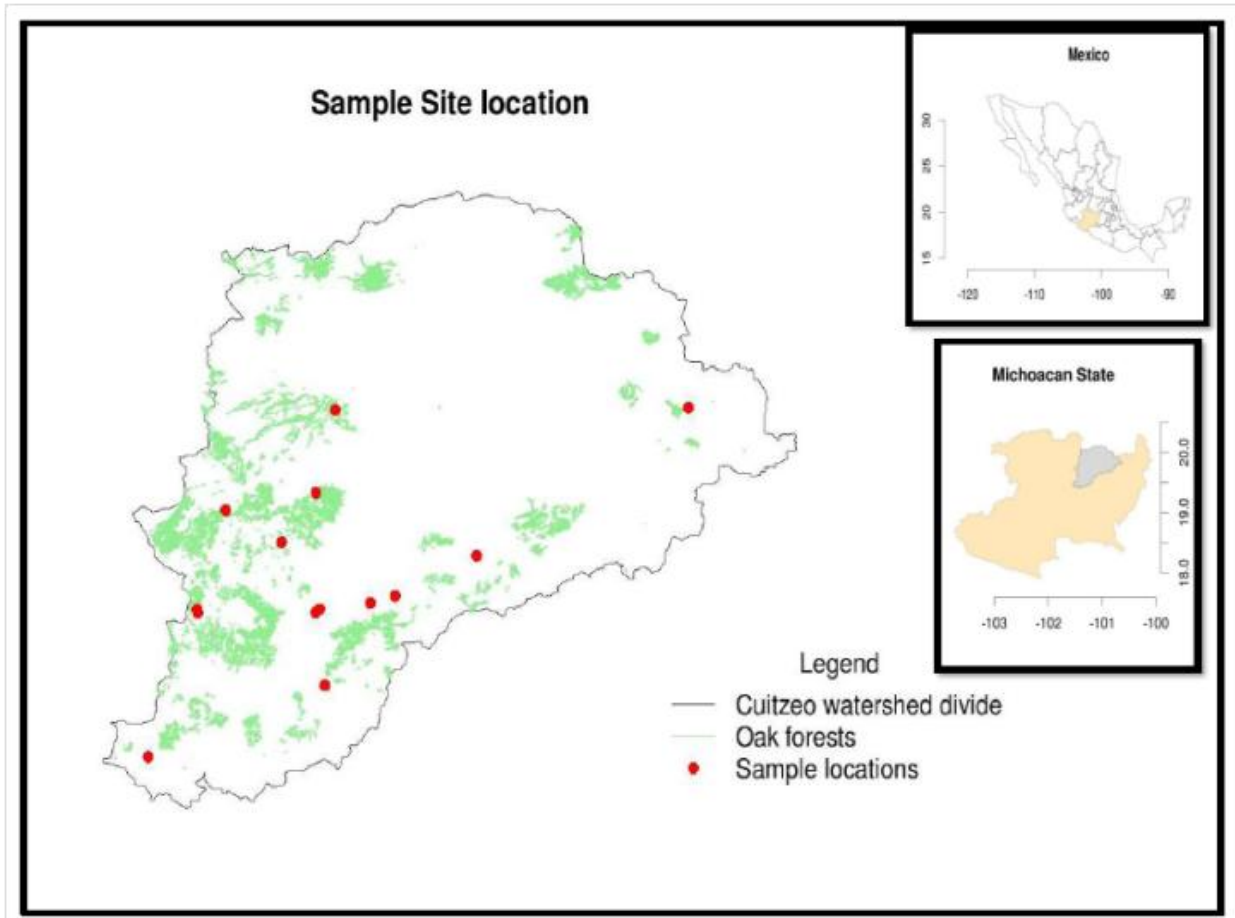 Sample Site location
Mexico
30
25
20
15
-120 -110 -100 -90
Michoacan State
20.0
19.0
18.0
-103 -102 -101 -100
Legend
Cuitzeo watershed divide
Oak forests
Sample locations